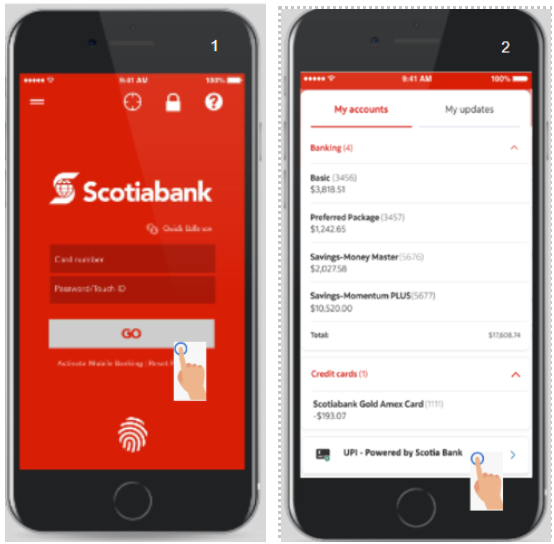 1
9:41 AM 100%
Scotiabank
Quick Balance
Card number
Password/Touch ID
GO
Activate Mobile Banking | Reset
2
9:41 AM 100%
My accounts My updates
Banking (4)
Basic (3456)
$3,818.51
Preferred Package (3457)
$1,242.65
Savings-Money Master(5676)
$2,027.58
Savings-Momentum PLUS(5677)
$10,520.00
Total: $17,608.74
Credit cards (1)
Scotiabank Gold Amex Card (1111)
-$193.07
UPI - Powered by Scotia Bank